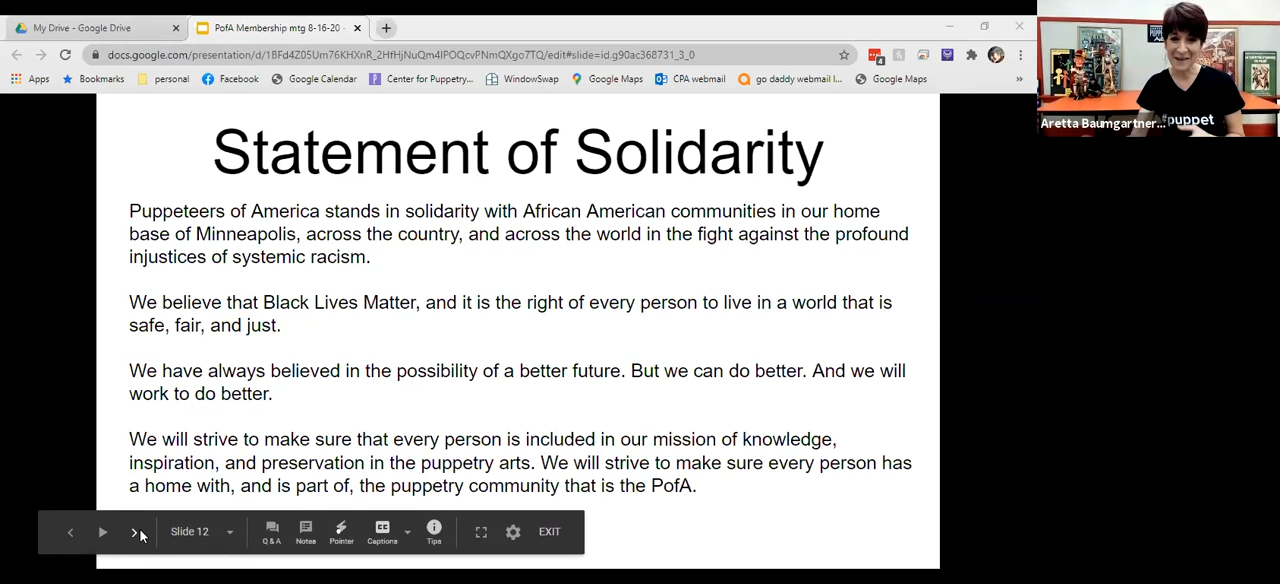 My Drive - Google Drive
PofA Membership mtg 8-16-20 -
docs.google.com/presentation/d/1BFd4Z05Um76KHXnR_2HfHjNuQm4IPOQcvPNmQXgo7TQ/edit#slide=id.g90ac368731_3_0
4
Apps
Bookmarks
personal
Facebook
Google Calendar
Center for Puppetry...
WindowSwap
Google Maps
CPA webmail
go daddy webmail l...
Google Maps
»
Aretta Baumgartner...
#puppet
Statement of Solidarity
Puppeteers of America stands in solidarity with African American communities in our home
base of Minneapolis, across the country, and across the world in the fight against the profound
injustices of systemic racism.
We believe that Black Lives Matter, and it is the right of every person to live in a world that is
safe, fair, and just.
We have always believed in the possibility of a better future. But we can do better. And we will
work to do better.
We will strive to make sure that every person is included in our mission of knowledge,
inspiration, and preservation in the puppetry arts. We will strive to make sure every person has
a home with, and is part of, the puppetry community that is the PofA.
Slide 12
Q & A
Notes
Pointer
CC
Captions
Tips
EXIT